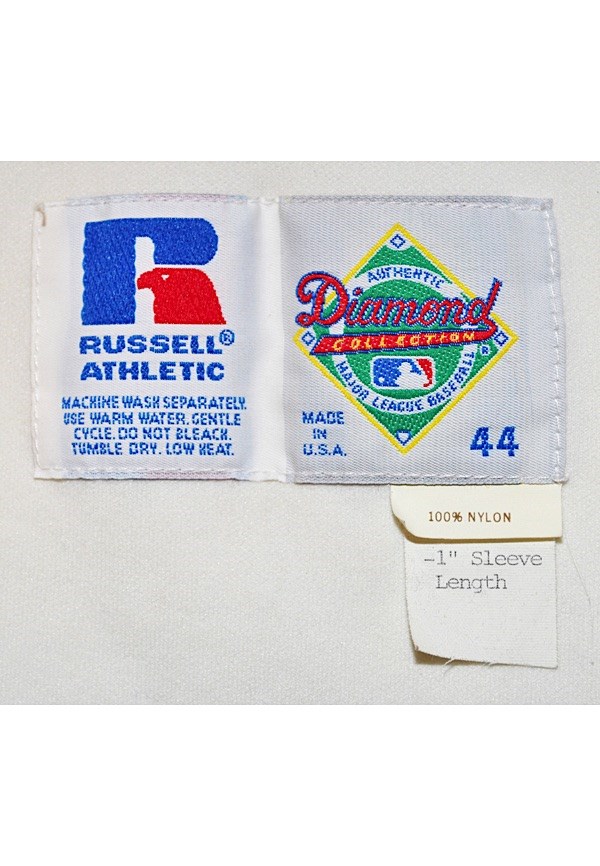 RUSSELL®
ATHLETIC
MACHINE WASH SEPARATELY.
USE WARM WATER. GENTLE
CYCLE. DO NOT BLEACH.
TUMBLE DRY. LOW HEAT.
AUTHENTIC
Diamond
COLLECTION
®
MAJOR LEAGUE BASEBALL
MADE
IN
U.S.A.
44
100% NYLON
-1" Sleeve
Length